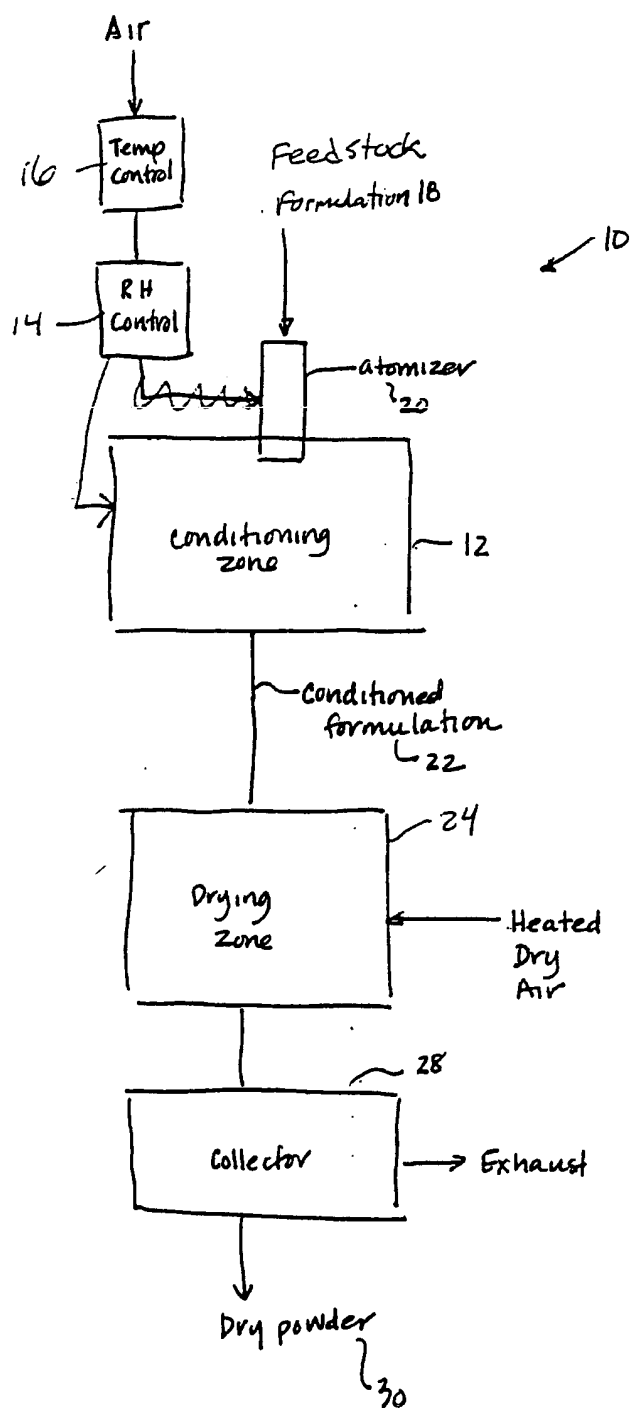 Air
16
Temp
Control
Feedstock
Formulation 18
10
14
RH
Control
atomizer
20
Conditioning
zone
12
Conditioned
formulation
22
24
Drying
zone
Heated
Dry
Air
28
Collector
Exhaust
Dry powder
30